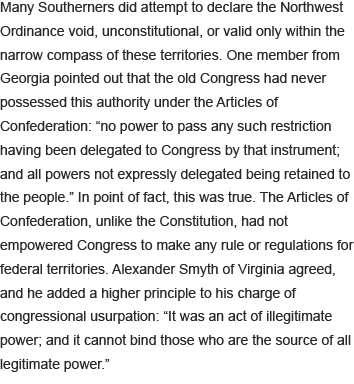 Many Southerners did attempt to declare the Northwest
Ordinance void, unconstitutional, or valid only within the
narrow compass of these territories. One member from
Georgia pointed out that the old Congress had never
possessed this authority under the Articles of
Confederation: “no power to pass any such restriction
having been delegated to Congress by that instrument;
and all powers not expressly delegated being retained to
the people.” In point of fact, this was true. The Articles of
Confederation, unlike the Constitution, had not
empowered Congress to make any rule or regulations for
federal territories. Alexander Smyth of Virginia agreed,
and he added a higher principle to his charge of
congressional usurpation: “It was an act of illegitimate
power; and it cannot bind those who are the source of all
legitimate power.”